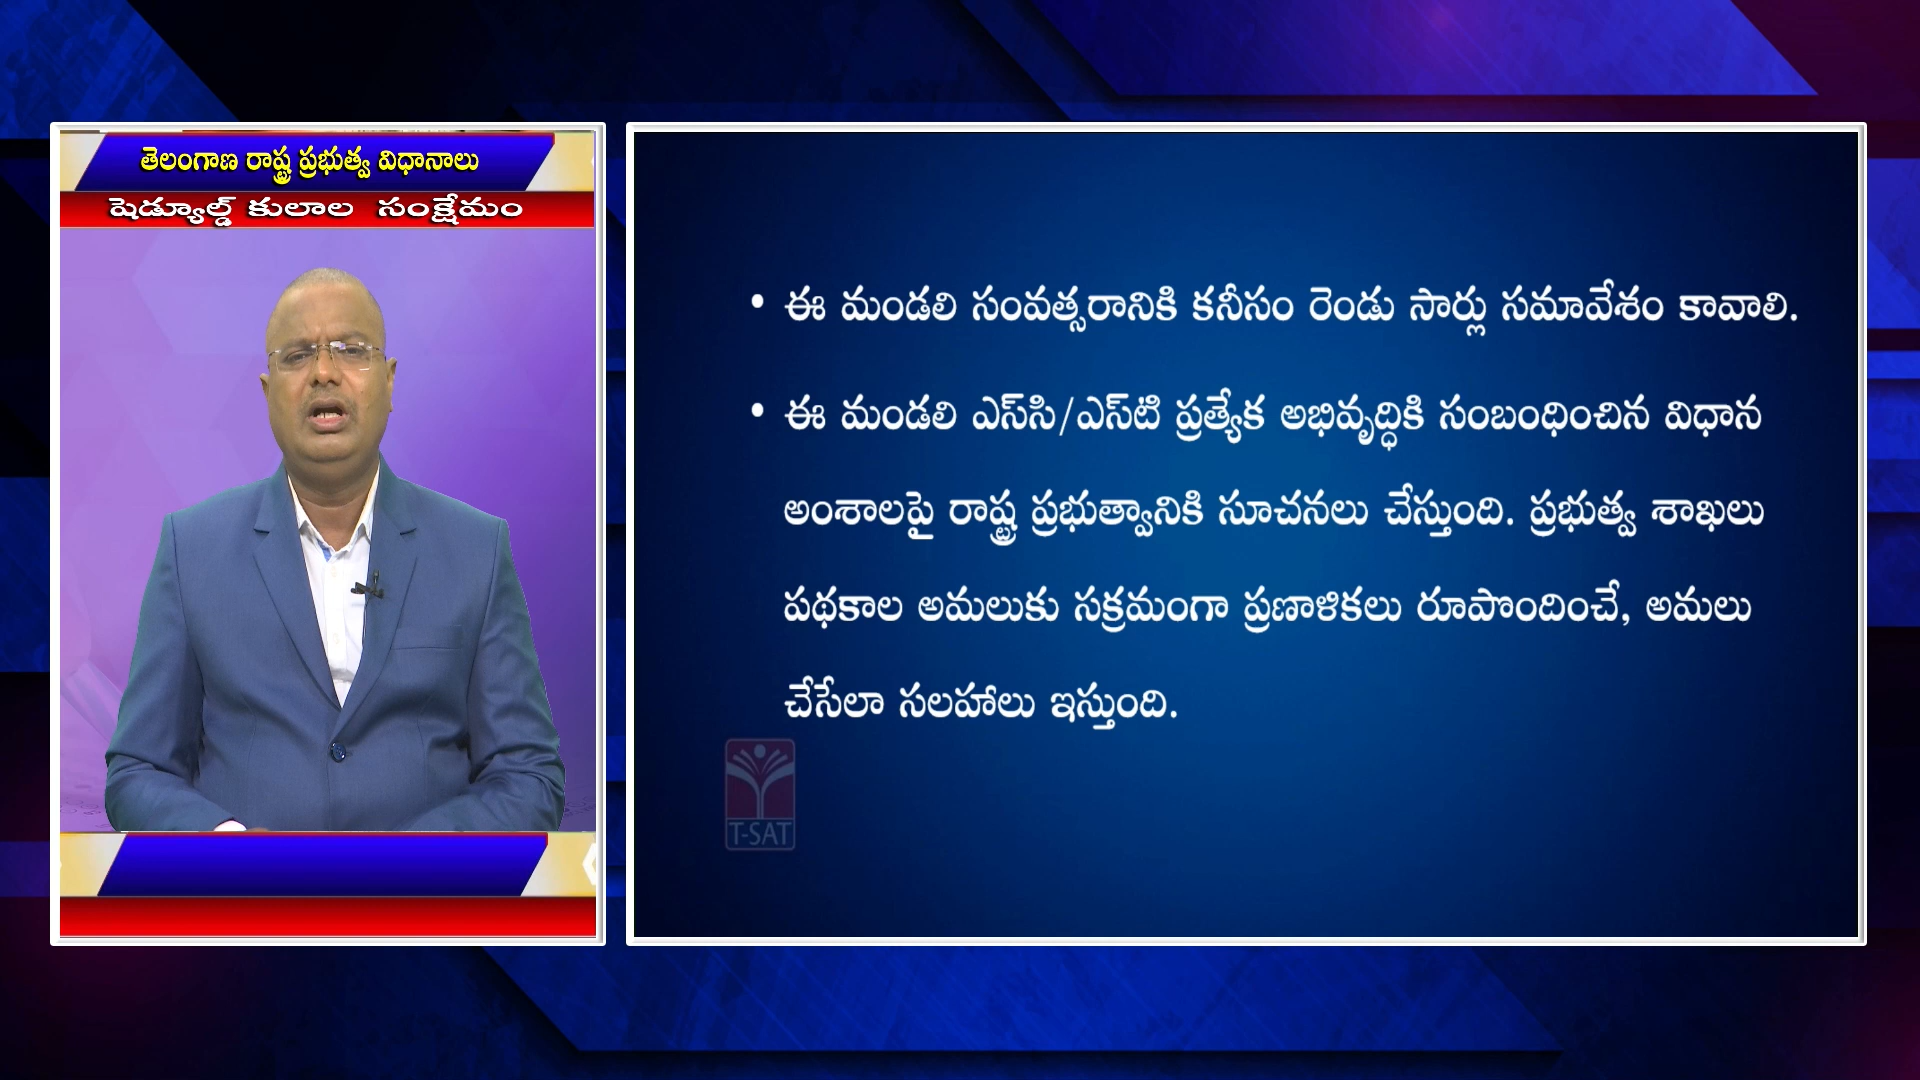 తెలంగాణ రాష్ట్ర ప్రభుత్వ విధానాలు
షెడ్యూల్డ్ కులాల సంక్షేమం
• ఈ మండలి సంవత్సరానికి కనీసం రెండు సార్లు సమావేశం కావాలి.
• ఈ మండలి ఎస్‌సి/ఎస్‌టి ప్రత్యేక అభివృద్ధికి సంబంధించిన విధాన
అంశాలపై రాష్ట్ర ప్రభుత్వానికి సూచనలు చేస్తుంది. ప్రభుత్వ శాఖలు
పథకాల అమలుకు సక్రమంగా ప్రణాళికలు రూపొందించే, అమలు
చేసేలా సలహాలు ఇస్తుంది.
T-SAT